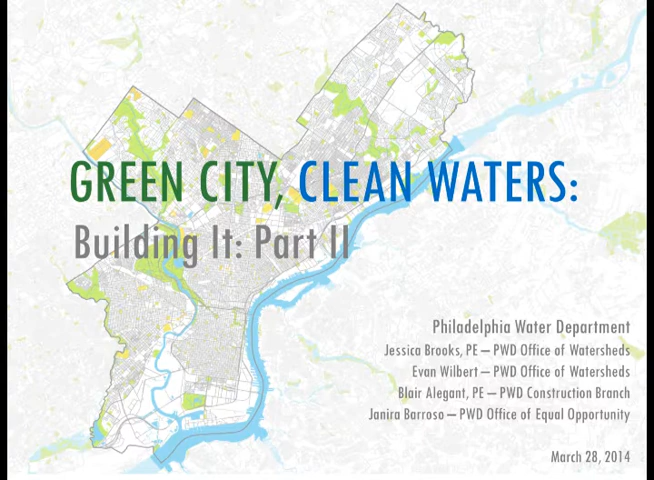 GREEN CITY, CLEAN WATERS:
Building It: Part II
Philadelphia Water Department
Jessica Brooks, PE – PWD Office of Watersheds
Evan Wilbert – PWD Office of Watersheds
Blair Alegant, PE – PWD Construction Branch
Janira Barroso – PWD Office of Equal Opportunity
March 28, 2014